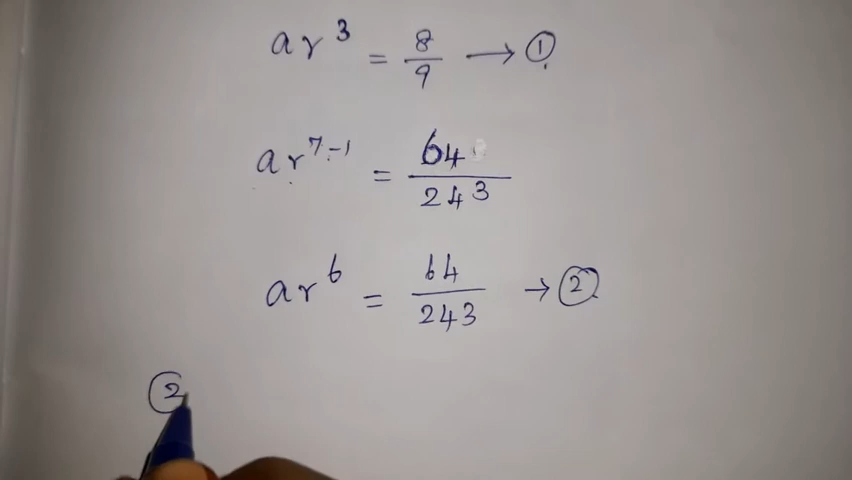 ar³ = 8/9 → ①
ar⁷⁻¹ = 64/243
ar⁶ = 64/243 → ②
②